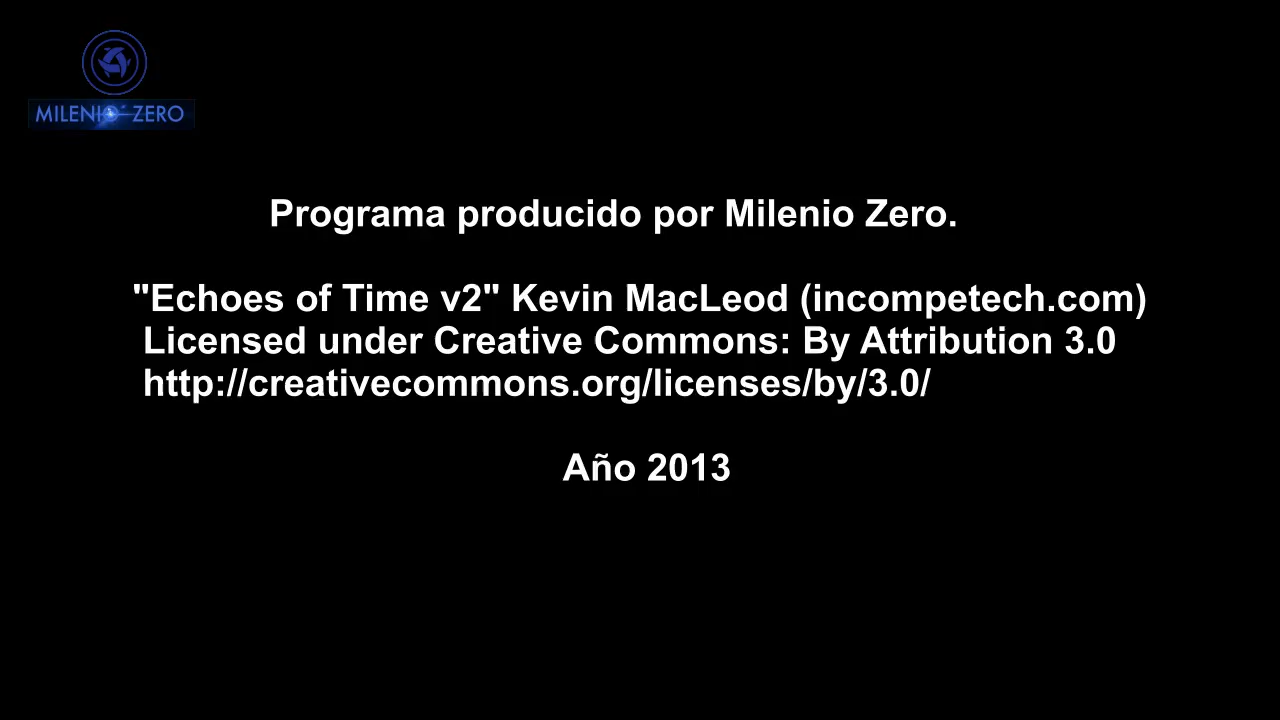 MILENIO ZERO
Programa producido por Milenio Zero.
"Echoes of Time v2" Kevin MacLeod (incompetech.com)
Licensed under Creative Commons: By Attribution 3.0
http://creativecommons.org/licenses/by/3.0/
Año 2013